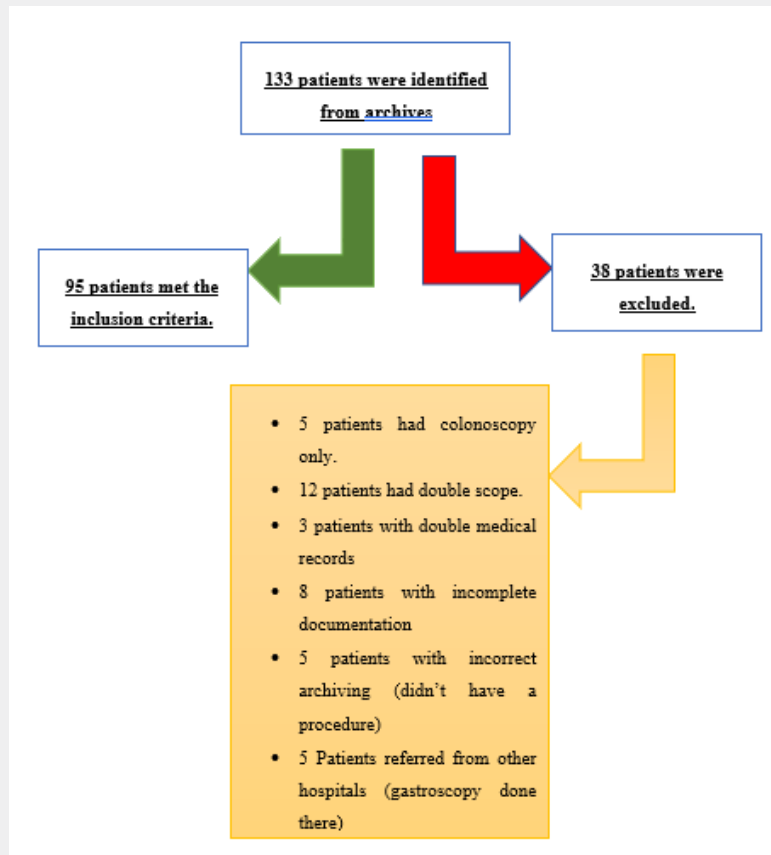 133 patients were identified
from archives
95 patients met the
inclusion criteria.
38 patients were
excluded.
• 5 patients had colonoscopy
only.
• 12 patients had double scope.
• 3 patients with double medical
records
• 8 patients with incomplete
documentation
• 5 patients with incorrect
archiving (didn’t have a
procedure)
• 5 Patients referred from other
hospitals (gastroscopy done
there)